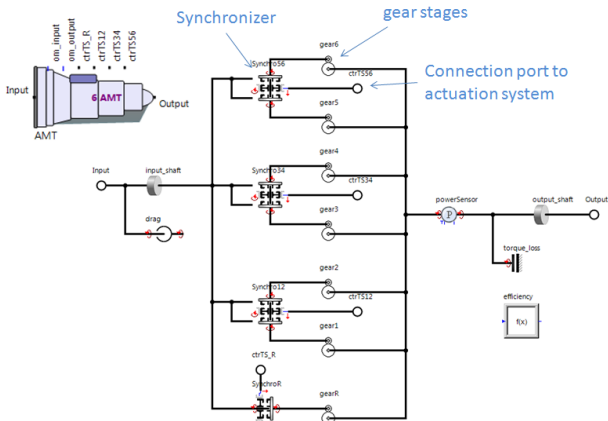 Synchronizer
gear stages
om_input
om_output
ctrTS_R
ctrTS12
ctrTS34
ctrTS56
Input
6 AMT
Output
AMT
gear6
Synchro56
ctrTS56
Connection port to
actuation system
gear5
gear4
Synchro34
ctrTS34
gear3
Input
input_shaft
drag
powerSensor
P
output_shaft
Output
torque_loss
gear2
Synchro12
ctrTS12
gear1
efficiency
f(x)
ctrTS_R
SynchroR
gearR